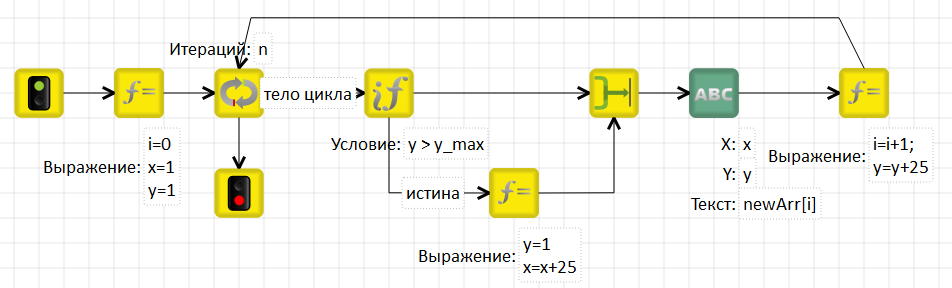 Итераций: n
тело цикла
i=0
Выражение: x=1
y=1
Условие: y > y_max
истина
Выражение: y=1
x=x+25
ABC
X: x
Y: y
Текст: newArr[i]
Выражение: i=i+1;
y=y+25